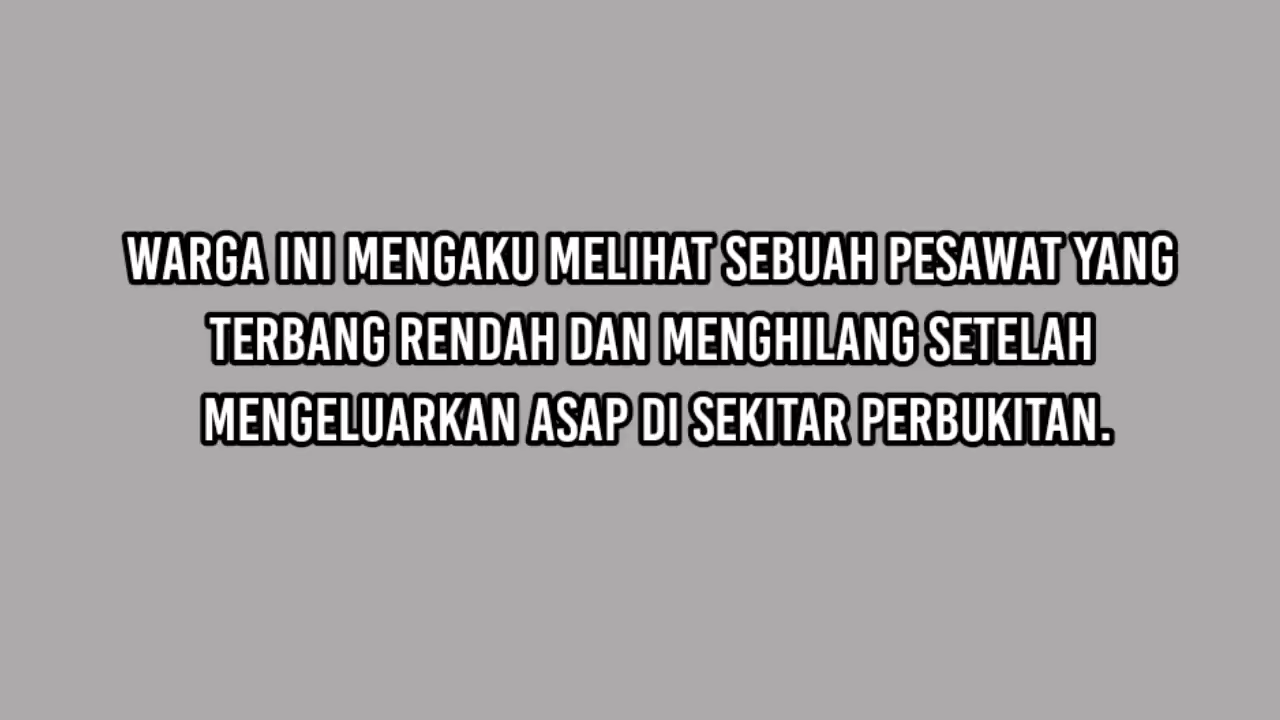 WARGA INI MENGAKU MELIHAT SEBUAH PESAWAT YANG
TERBANG RENDAH DAN MENGHILANG SETELAH
MENGELUARKAN ASAP DI SEKITAR PERBUKITAN.